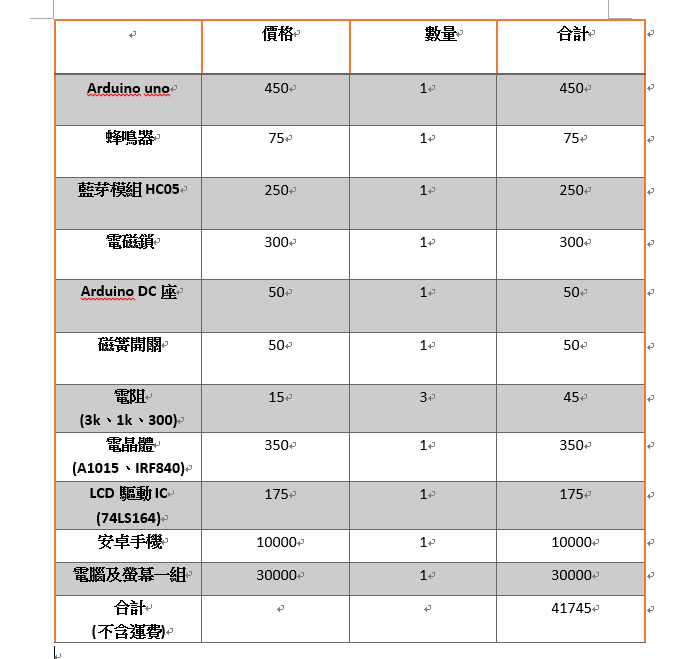 價格 數量 合計
Arduino uno 450 1 450
蜂鳴器 75 1 75
藍芽模組 HC05 250 1 250
電磁鎖 300 1 300
Arduino DC 座 50 1 50
磁簧開關 50 1 50
電阻 15 3 45
(3k、1k、300)
電晶體 350 1 350
(A1015、IRF840)
LCD 驅動 IC 175 1 175
(74LS164)
安卓手機 10000 1 10000
電腦及螢幕一組 30000 1 30000
合計 41745
(不含運費)